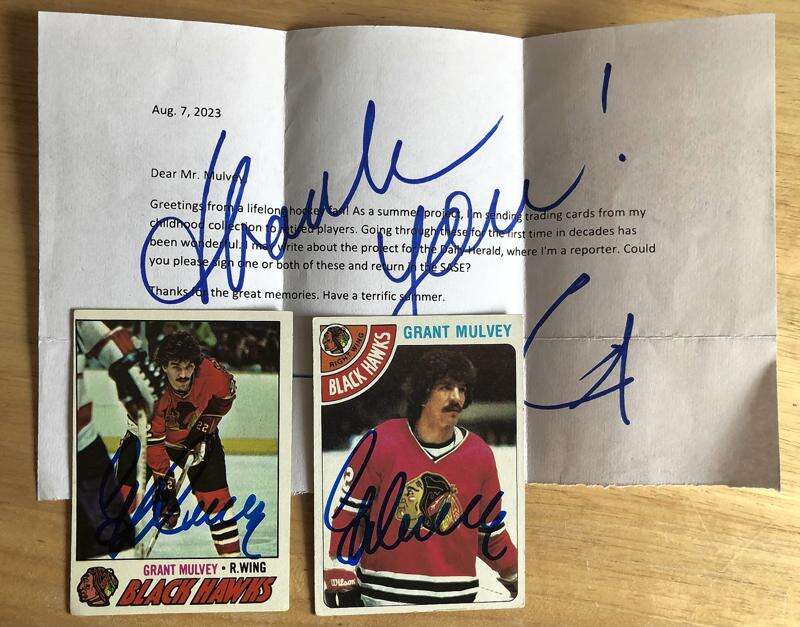 Aug. 7, 2023
Dear Mr. Mulvey,
Greetings from a lifelong hockey fan! As a summer project, I'm sending trading cards from my
childhood collection to retired players. Going through these for the first time in decades has
been wonderful. I may write about the project for the Daily Herald, where I'm a reporter. Could
you please sign one or both of these and return in the SASE?
Thanks for the great memories. Have a terrific summer.
Thank
you!
22
GRANT MULVEY • R.WING
BLACK HAWKS
RIGHT WING
BLACK HAWKS
GRANT MULVEY
Wilson